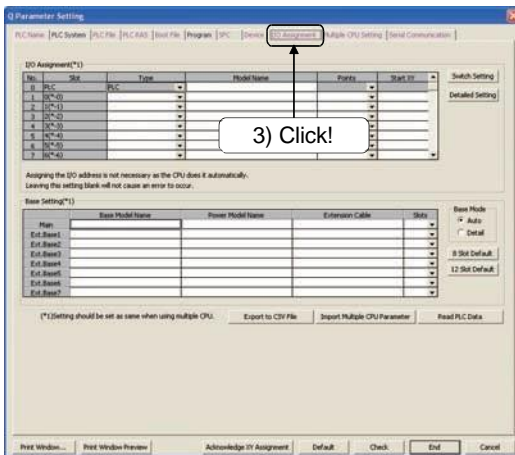 Q Parameter Setting
PLC Name PLC System PLC File PLC RAS Boot File Program SFC Device I/O Assignment Multiple CPU Setting Serial Communication
I/O Assignment(*1)
No. Slot Type Model Name Points Start XY
0 PLC PLC
1 0(*-0)
2 1(*-1)
3 2(*-2)
4 3(*-3)
5 4(*-4)
6 5(*-5)
7 6(*-6)
Switch Setting
Detailed Setting
3) Click!
Assigning the I/O address is not necessary as the CPU does it automatically.
Leaving this setting blank will not cause an error to occur.
Base Setting(*1)
Base Model Name Power Model Name Extension Cable Slots
Main
Ext.Base1
Ext.Base2
Ext.Base3
Ext.Base4
Ext.Base5
Ext.Base6
Ext.Base7
Base Mode
Auto
Detail
8 Slot Default
12 Slot Default
(*1)Setting should be set as same when using multiple CPU.
Export to CSV File Import Multiple CPU Parameter Read PLC Data
Print Window... Print Window Preview Acknowledge XY Assignment Default Check End Cancel